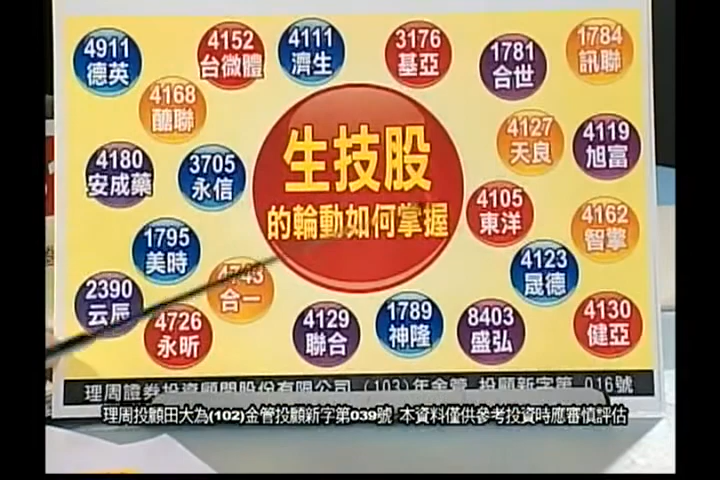 4911
德英
4152
台微體
4111
濟生
3176
基亞
1781
合世
1784
訊聯
4168
醣聯
4127
天良
4119
旭富
4180
安成藥
3705
永信
生技股
的輪動如何掌握
4105
東洋
4162
智擎
1795
美時
4743
合一
4123
晟德
2390
云辰
4726
永昕
4129
聯合
1789
神隆
8403
盛弘
4130
健亞
理周證券投資顧問股份有限公司 (103)年金管 投顧新字第 016號
理周投顧田大為(102)金管投顧新字第039號 本資料僅供參考投資時應審慎評估